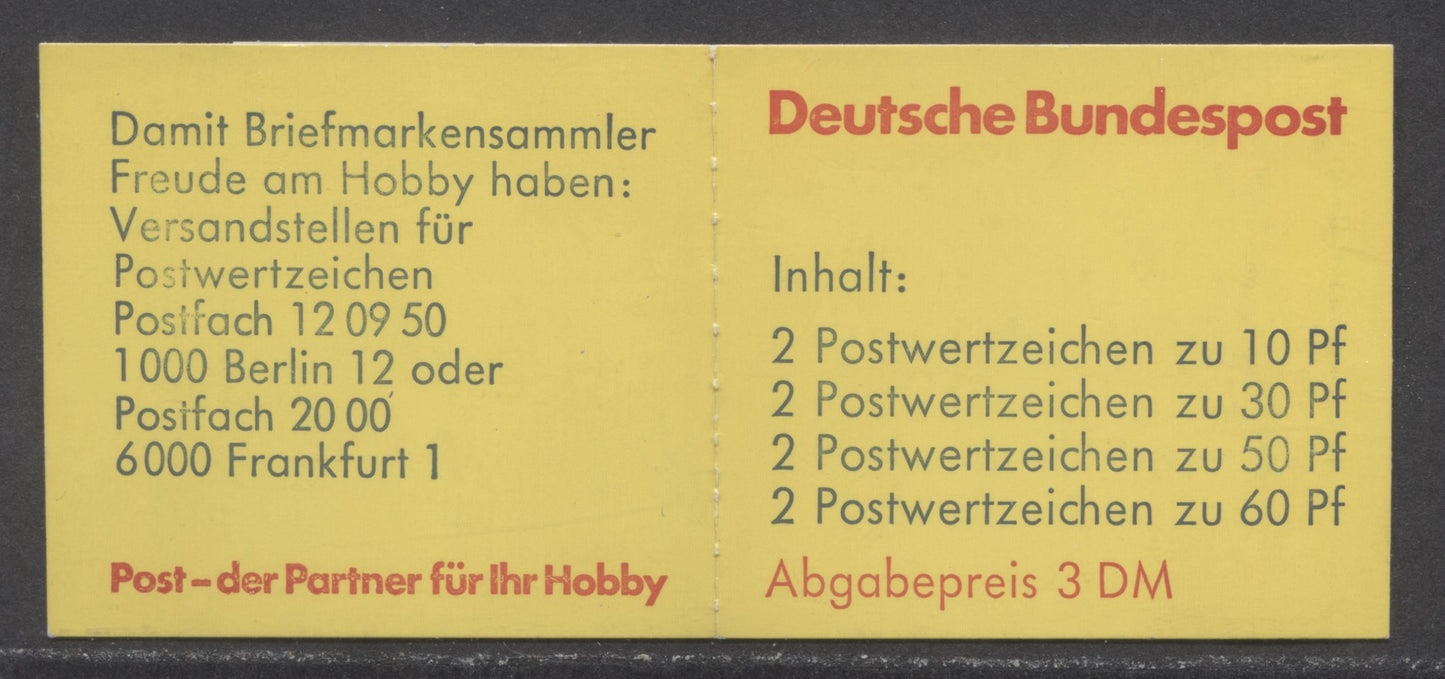 Damit Briefmarkensammler
Freude am Hobby haben:
Versandstellen für
Postwertzeichen
Postfach 12 09 50
1000 Berlin 12 oder
Postfach 20 00
6000 Frankfurt 1
Post – der Partner für Ihr Hobby
Deutsche Bundespost
Inhalt:
2 Postwertzeichen zu 10 Pf
2 Postwertzeichen zu 30 Pf
2 Postwertzeichen zu 50 Pf
2 Postwertzeichen zu 60 Pf
Abgabepreis 3 DM